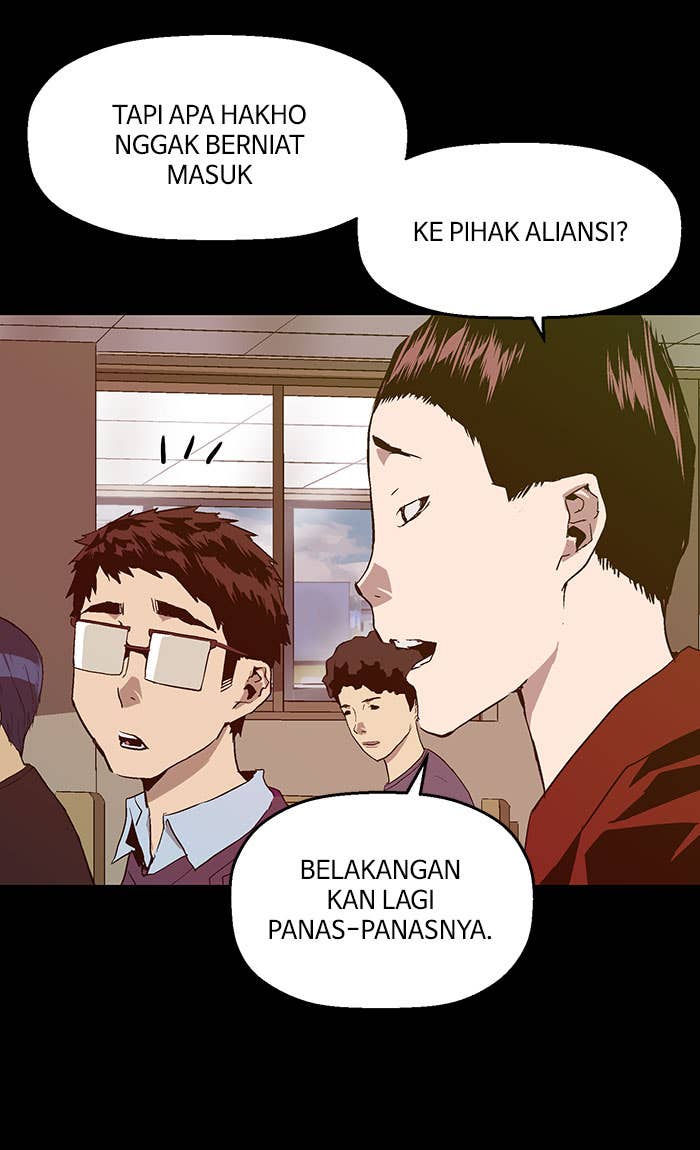 TAPI APA HAKHO
NGGAK BERNIAT
MASUK
KE PIHAK ALIANSI?
BELAKANGAN
KAN LAGI
PANAS-PANASNYA.